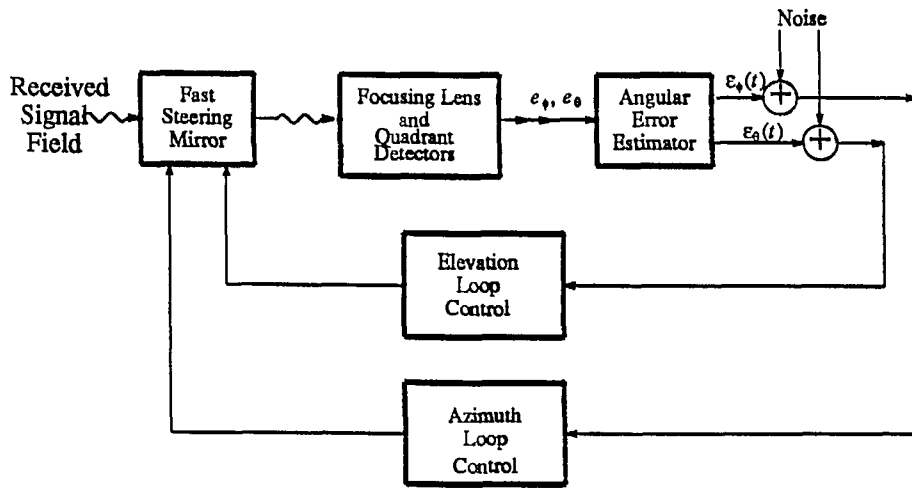 Noise
Received
Signal
Field
Fast
Steering
Mirror
Focusing Lens
and
Quadrant
Detectors
e_ϕ, e_θ
Angular
Error
Estimator
ε_ϕ(t)
+
ε_θ(t)
+
Elevation
Loop
Control
Azimuth
Loop
Control